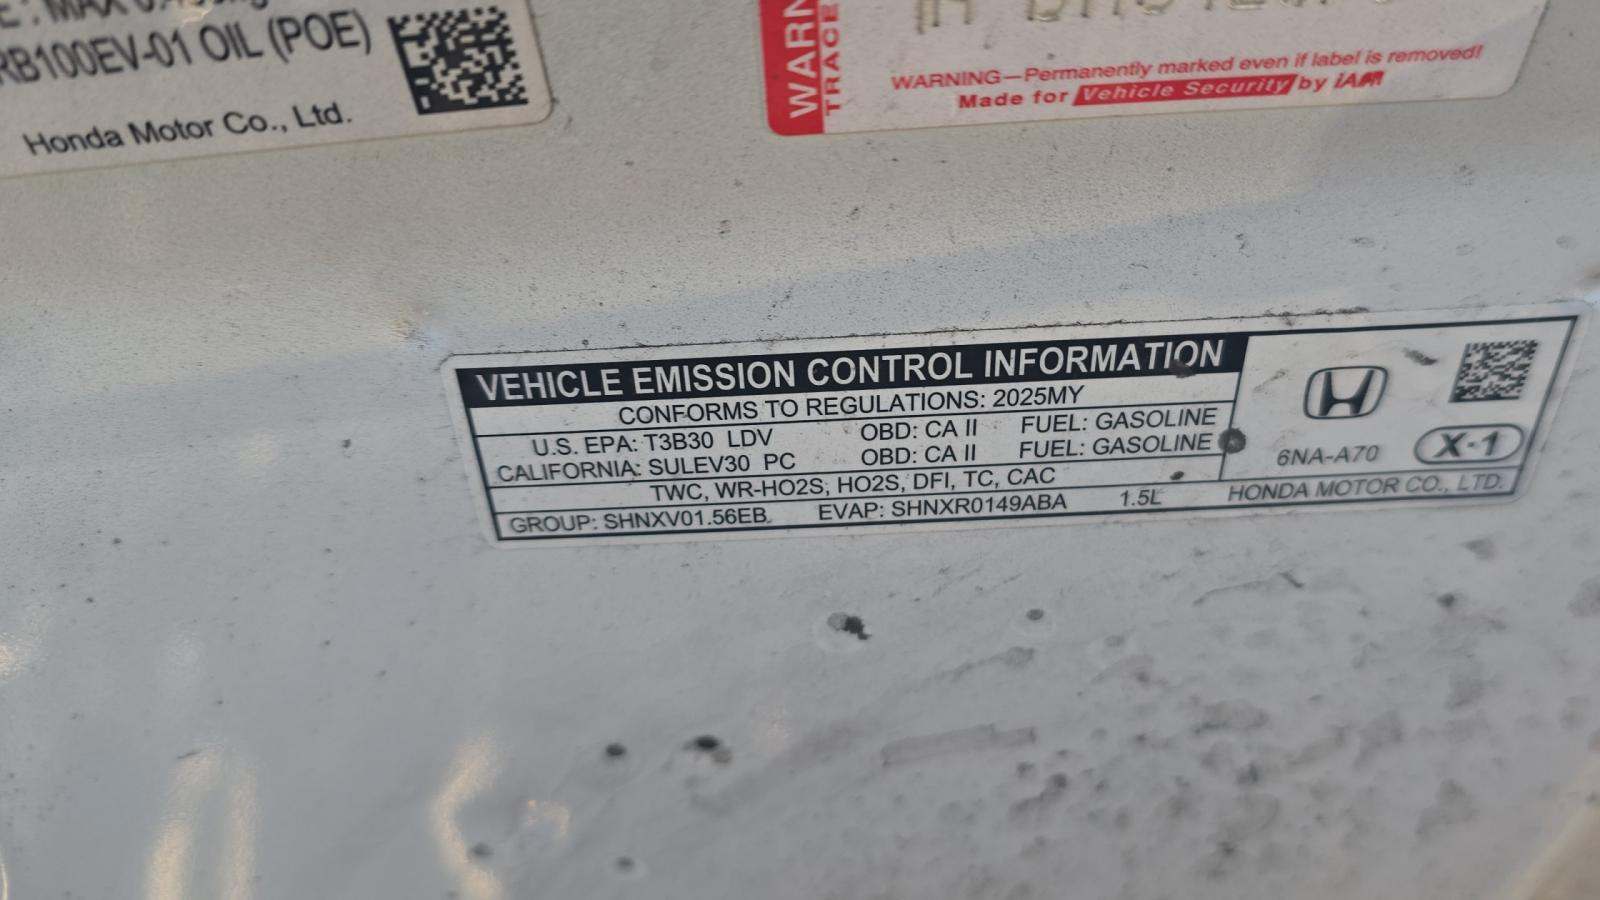 RB100EV-01 OIL (POE)
Honda Motor Co., Ltd.
WARNING—Permanently marked even if label is removed!
Made for Vehicle Security by
VEHICLE EMISSION CONTROL INFORMATION
CONFORMS TO REGULATIONS: 2025MY
U.S. EPA: T3B30 LDV OBD: CA II FUEL: GASOLINE
CALIFORNIA: SULEV30 PC OBD: CA II FUEL: GASOLINE
TWC, WR-HO2S, HO2S, DFI, TC, CAC
GROUP: SHNXV01.56EB EVAP: SHNXR0149ABA 1.5L
6NA-A70 X-1
HONDA MOTOR CO., LTD.